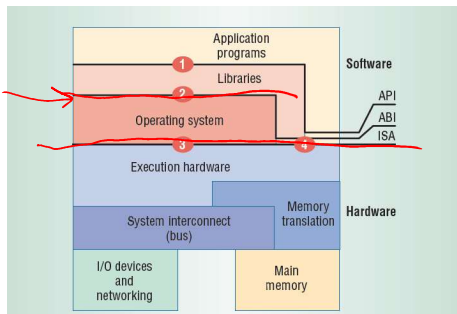 Application
programs
1
Software
Libraries
2
API
Operating system
ABI
ISA
3
4
Execution hardware
Memory
translation
Hardware
System interconnect
(bus)
I/O devices
and
networking
Main
memory